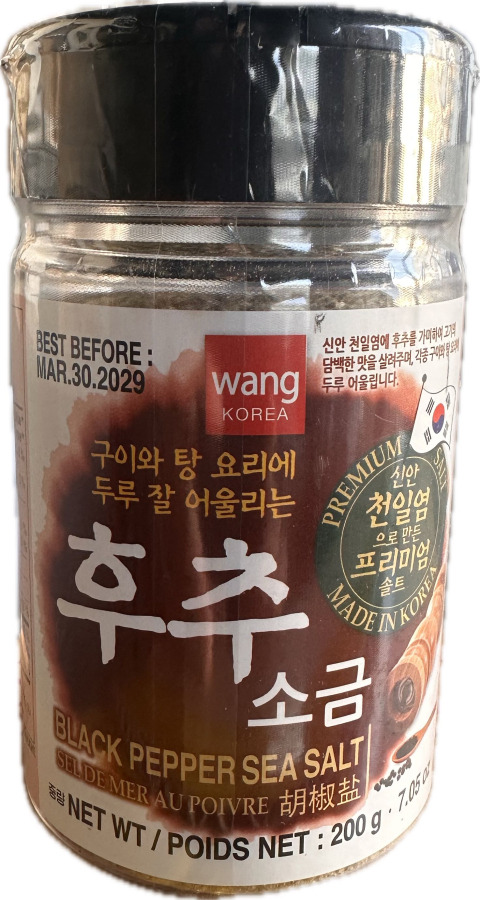 BEST BEFORE :
MAR.30.2029
wang
KOREA
신안 천일염에 후추를 가미하여 고기의
담백한 맛을 살려주며, 각종 구이와 탕 요리에
두루 어울립니다.
구이와 탕 요리에
두루 잘 어울리는
후추
소금
PREMIUM SALT
신안
천일염
으로 만든
프리미엄
솔트
MADE IN KOREA
BLACK PEPPER SEA SALT
SEL DE MER AU POIVRE 胡椒盐
중량 NET WT / POIDS NET : 200 g · 7.05 oz